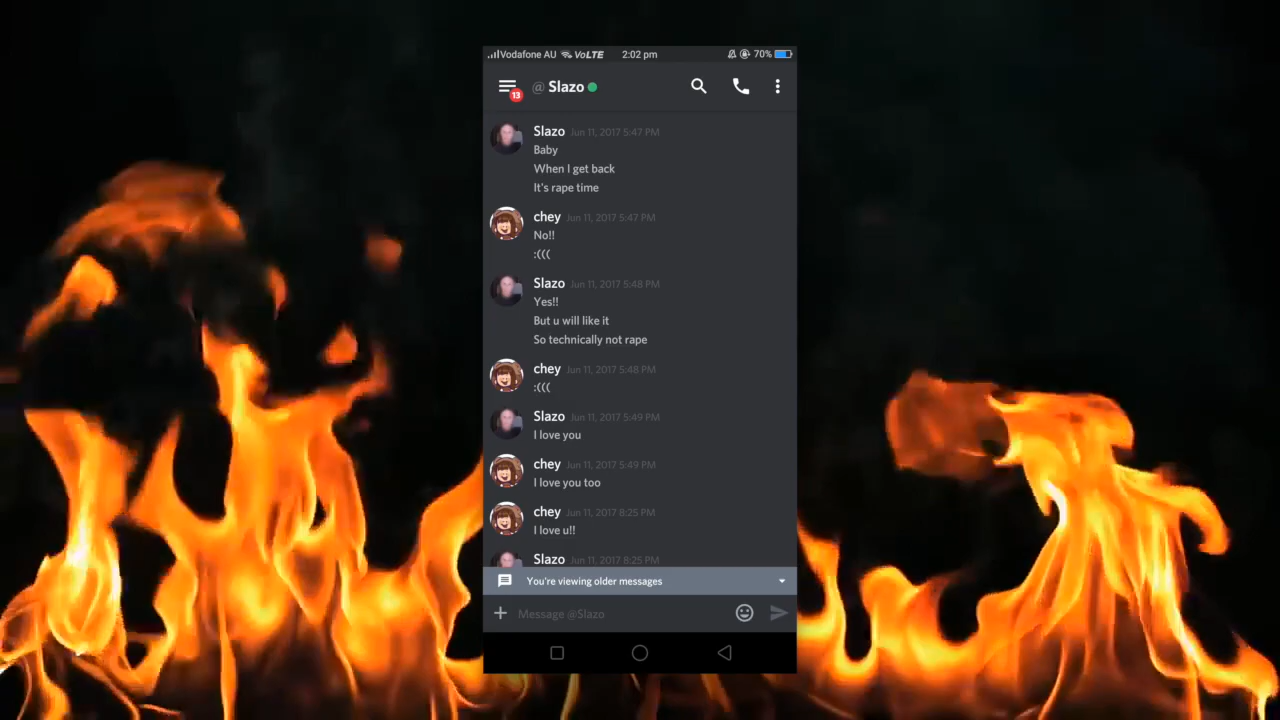 Vodafone AU VoLTE 2:02 pm 70%
13 @ Slazo
Slazo Jun 11, 2017 5:47 PM
Baby
When I get back
It's rape time
chey Jun 11, 2017 5:47 PM
No!!
:(((
Slazo Jun 11, 2017 5:48 PM
Yes!!
But u will like it
So technically not rape
chey Jun 11, 2017 5:48 PM
:(((
Slazo Jun 11, 2017 5:49 PM
I love you
chey Jun 11, 2017 5:49 PM
I love you too
chey Jun 11, 2017 8:25 PM
I love u!!
Slazo Jun 11, 2017 8:25 PM
You're viewing older messages
Message @Slazo